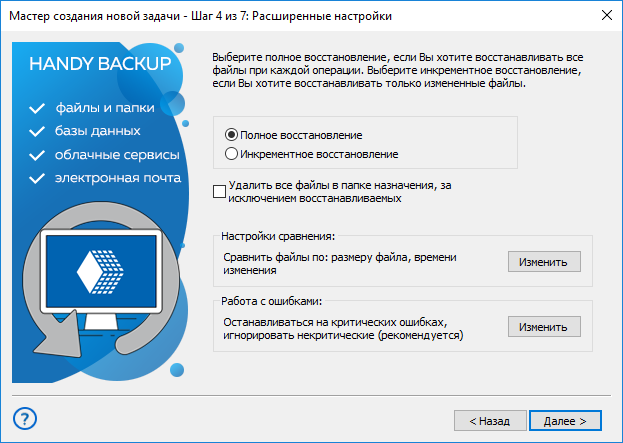 Мастер создания новой задачи - Шаг 4 из 7: Расширенные настройки
HANDY BACKUP
файлы и папки
базы данных
облачные сервисы
электронная почта
Выберите полное восстановление, если Вы хотите восстанавливать все
файлы при каждой операции. Выберите инкрементное восстановление,
если Вы хотите восстанавливать только измененные файлы.
Полное восстановление
Инкрементное восстановление
Удалить все файлы в папке назначения, за
исключением восстанавливаемых
Настройки сравнения:
Сравнить файлы по: размеру файла, времени
изменения
Изменить
Работа с ошибками:
Останавливаться на критических ошибках,
игнорировать некритические (рекомендуется)
Изменить
?
< Назад
Далее >